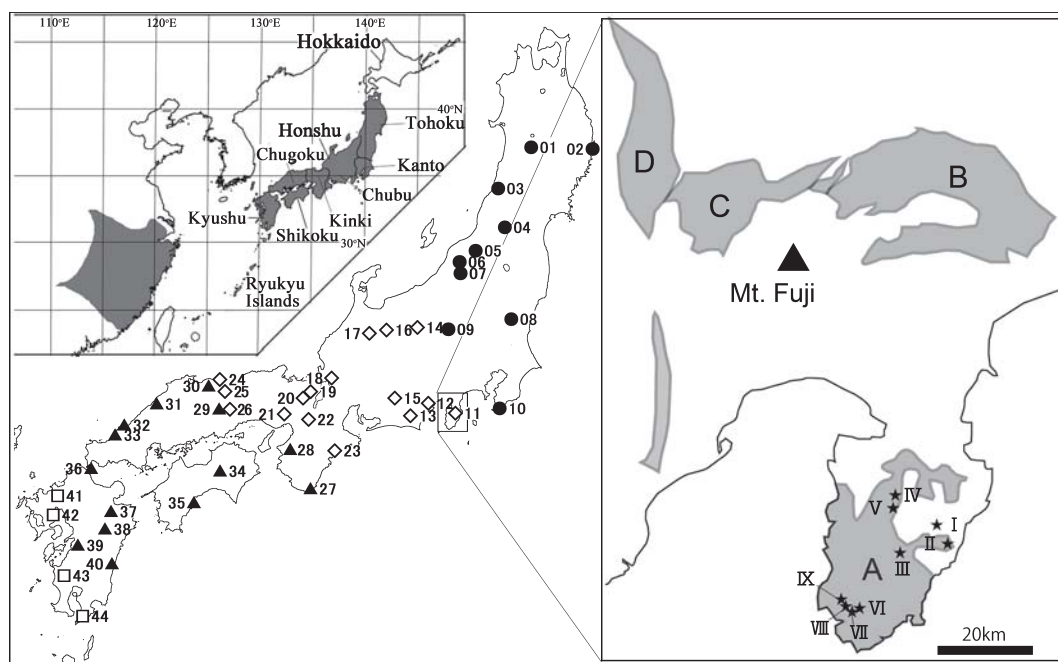 110°E
120°E
130°E
140°E
Hokkaido
40°N
Tohoku
Honshu
Chugoku
Kanto
Chubu
Kyushu
Kinki
Shikoku
30°N
Ryukyu
Islands
01
02
03
04
05
06
07
08
09
14
16
17
10
11
12
13
15
18
19
20
21
22
23
24
25
26
27
28
29
30
31
32
33
34
35
36
37
38
39
40
41
42
43
44
D
C
B
Mt. Fuji
IV
V
I
II
III
A
IX
VI
VIII
VII
20km